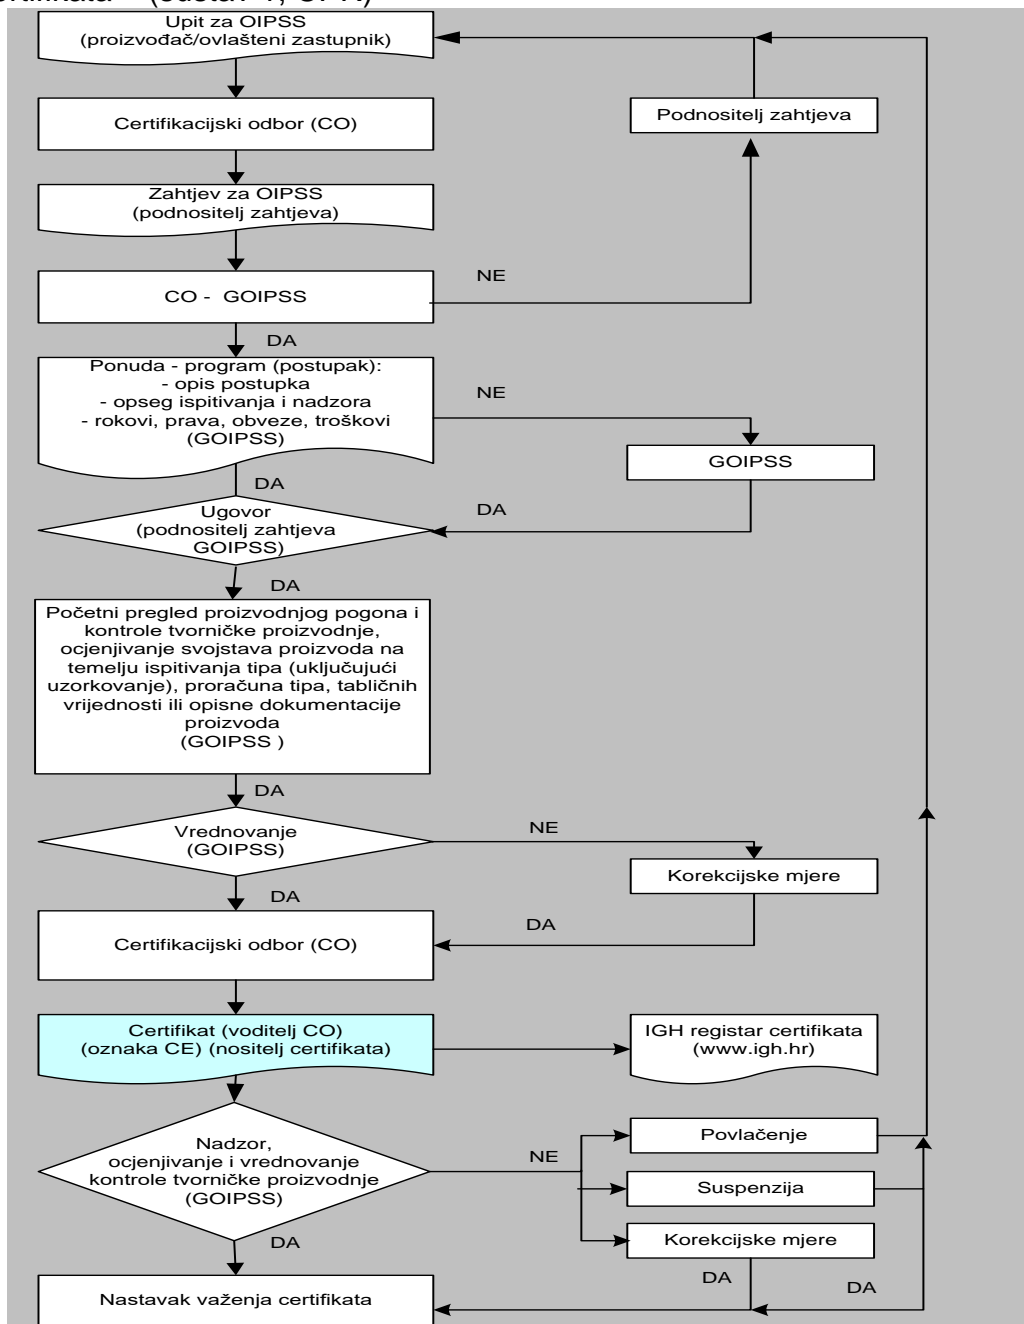 (sustav 1, CPR)
Upit za OIPSS
(proizvođač/ovlašteni zastupnik)
Certifikacijski odbor (CO)
Podnositelj zahtjeva
Zahtjev za OIPSS
(podnositelj zahtjeva)
NE
CO - GOIPSS
DA
Ponuda - program (postupak):
- opis postupka
- opseg ispitivanja i nadzora
- rokovi, prava, obveze, troškovi
(GOIPSS)
NE
GOIPSS
DA
DA
Ugovor
(podnositelj zahtjeva
GOIPSS)
DA
Početni pregled proizvodnjog pogona i
kontrole tvorničke proizvodnje,
ocjenjivanje svojstava proizvoda na
temelju ispitivanja tipa (uključujući
uzorkovanje), proračuna tipa, tabličnih
vrijednosti ili opisne dokumentacije
proizvoda
(GOIPSS )
DA
Vrednovanje
(GOIPSS)
NE
Korekcijske mjere
DA
DA
Certifikacijski odbor (CO)
Certifikat (voditelj CO)
(oznaka CE) (nositelj certifikata)
IGH registar certifikata
(www.igh.hr)
Nadzor,
ocjenjivanje i vrednovanje
kontrole tvorničke proizvodnje
(GOIPSS)
NE
Povlačenje
Suspenzija
Korekcijske mjere
DA
DA
DA
Nastavak važenja certifikata